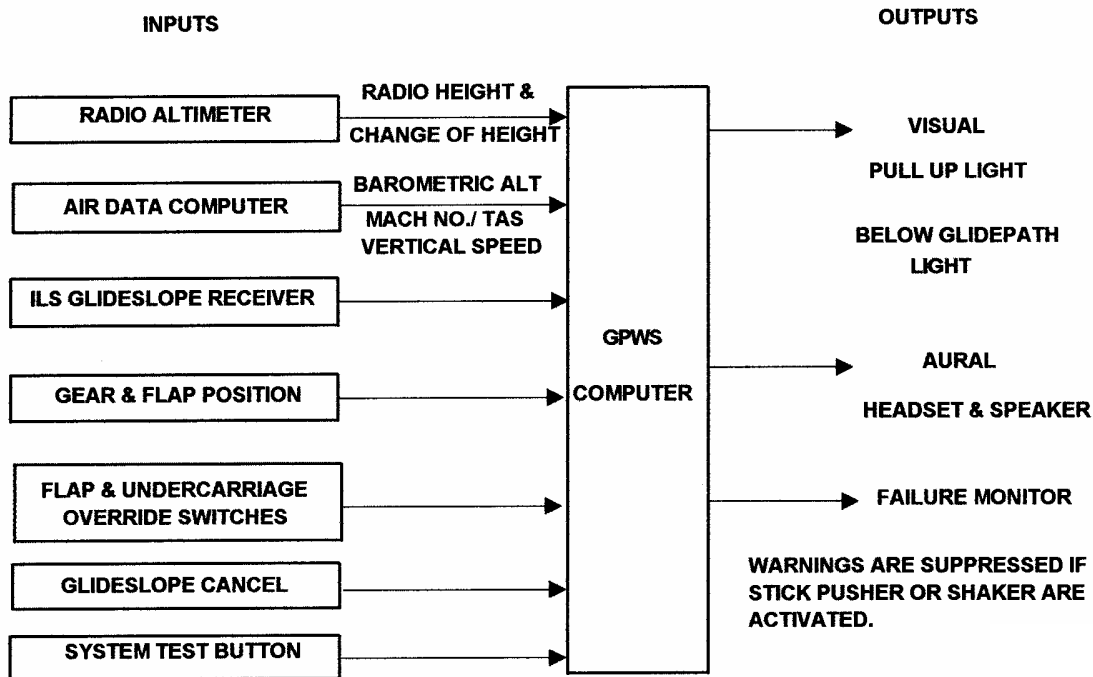 INPUTS
OUTPUTS
RADIO ALTIMETER
RADIO HEIGHT &
CHANGE OF HEIGHT
AIR DATA COMPUTER
BAROMETRIC ALT
MACH NO./ TAS
VERTICAL SPEED
ILS GLIDESLOPE RECEIVER
GEAR & FLAP POSITION
FLAP & UNDERCARRIAGE
OVERRIDE SWITCHES
GLIDESLOPE CANCEL
SYSTEM TEST BUTTON
GPWS
COMPUTER
VISUAL
PULL UP LIGHT
BELOW GLIDEPATH
LIGHT
AURAL
HEADSET & SPEAKER
FAILURE MONITOR
WARNINGS ARE SUPPRESSED IF
STICK PUSHER OR SHAKER ARE
ACTIVATED.